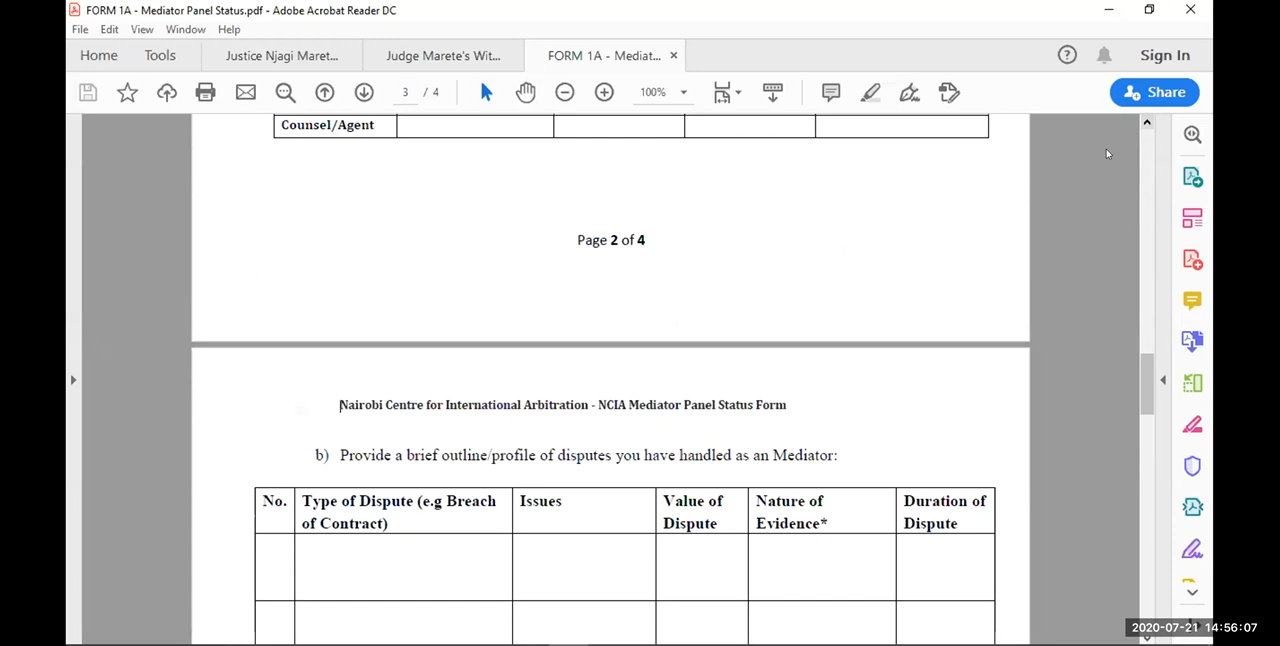 FORM 1A - Mediator Panel Status.pdf - Adobe Acrobat Reader DC
File Edit View Window Help
Home Tools Justice Njagi Maret... Judge Marete's Wit... FORM 1A - Mediat... ×
Sign In
3 / 4 100% Share
Counsel/Agent
Page 2 of 4
Nairobi Centre for International Arbitration - NCIA Mediator Panel Status Form
b) Provide a brief outline/profile of disputes you have handled as an Mediator:
No. Type of Dispute (e.g Breach of Contract) Issues Value of Dispute Nature of Evidence* Duration of Dispute
2020-07-21 14:56:07